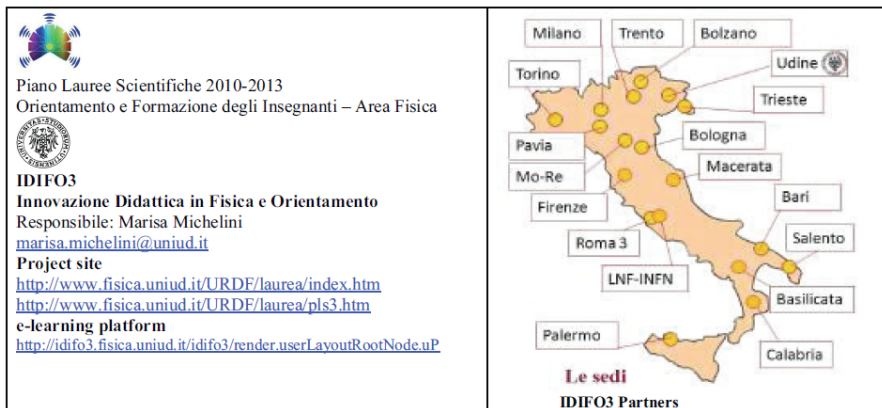 Piano Lauree Scientifiche 2010-2013
Orientamento e Formazione degli Insegnanti – Area Fisica
IDIFO3
Innovazione Didattica in Fisica e Orientamento
Responsibile: Marisa Michelini
marisa.michelini@uniud.it
Project site
http://www.fisica.uniud.it/URDF/laurea/index.htm
http://www.fisica.uniud.it/URDF/laurea/pls3.htm
e-learning platform
http://idifo3.fisica.uniud.it/idifo3/render.userLayoutRootNode.uP
Milano
Trento
Bolzano
Torino
Udine
Trieste
Pavia
Bologna
Mo-Re
Macerata
Firenze
Bari
Roma 3
Salento
LNF-INFN
Basilicata
Palermo
Calabria
Le sedi
IDIFO3 Partners